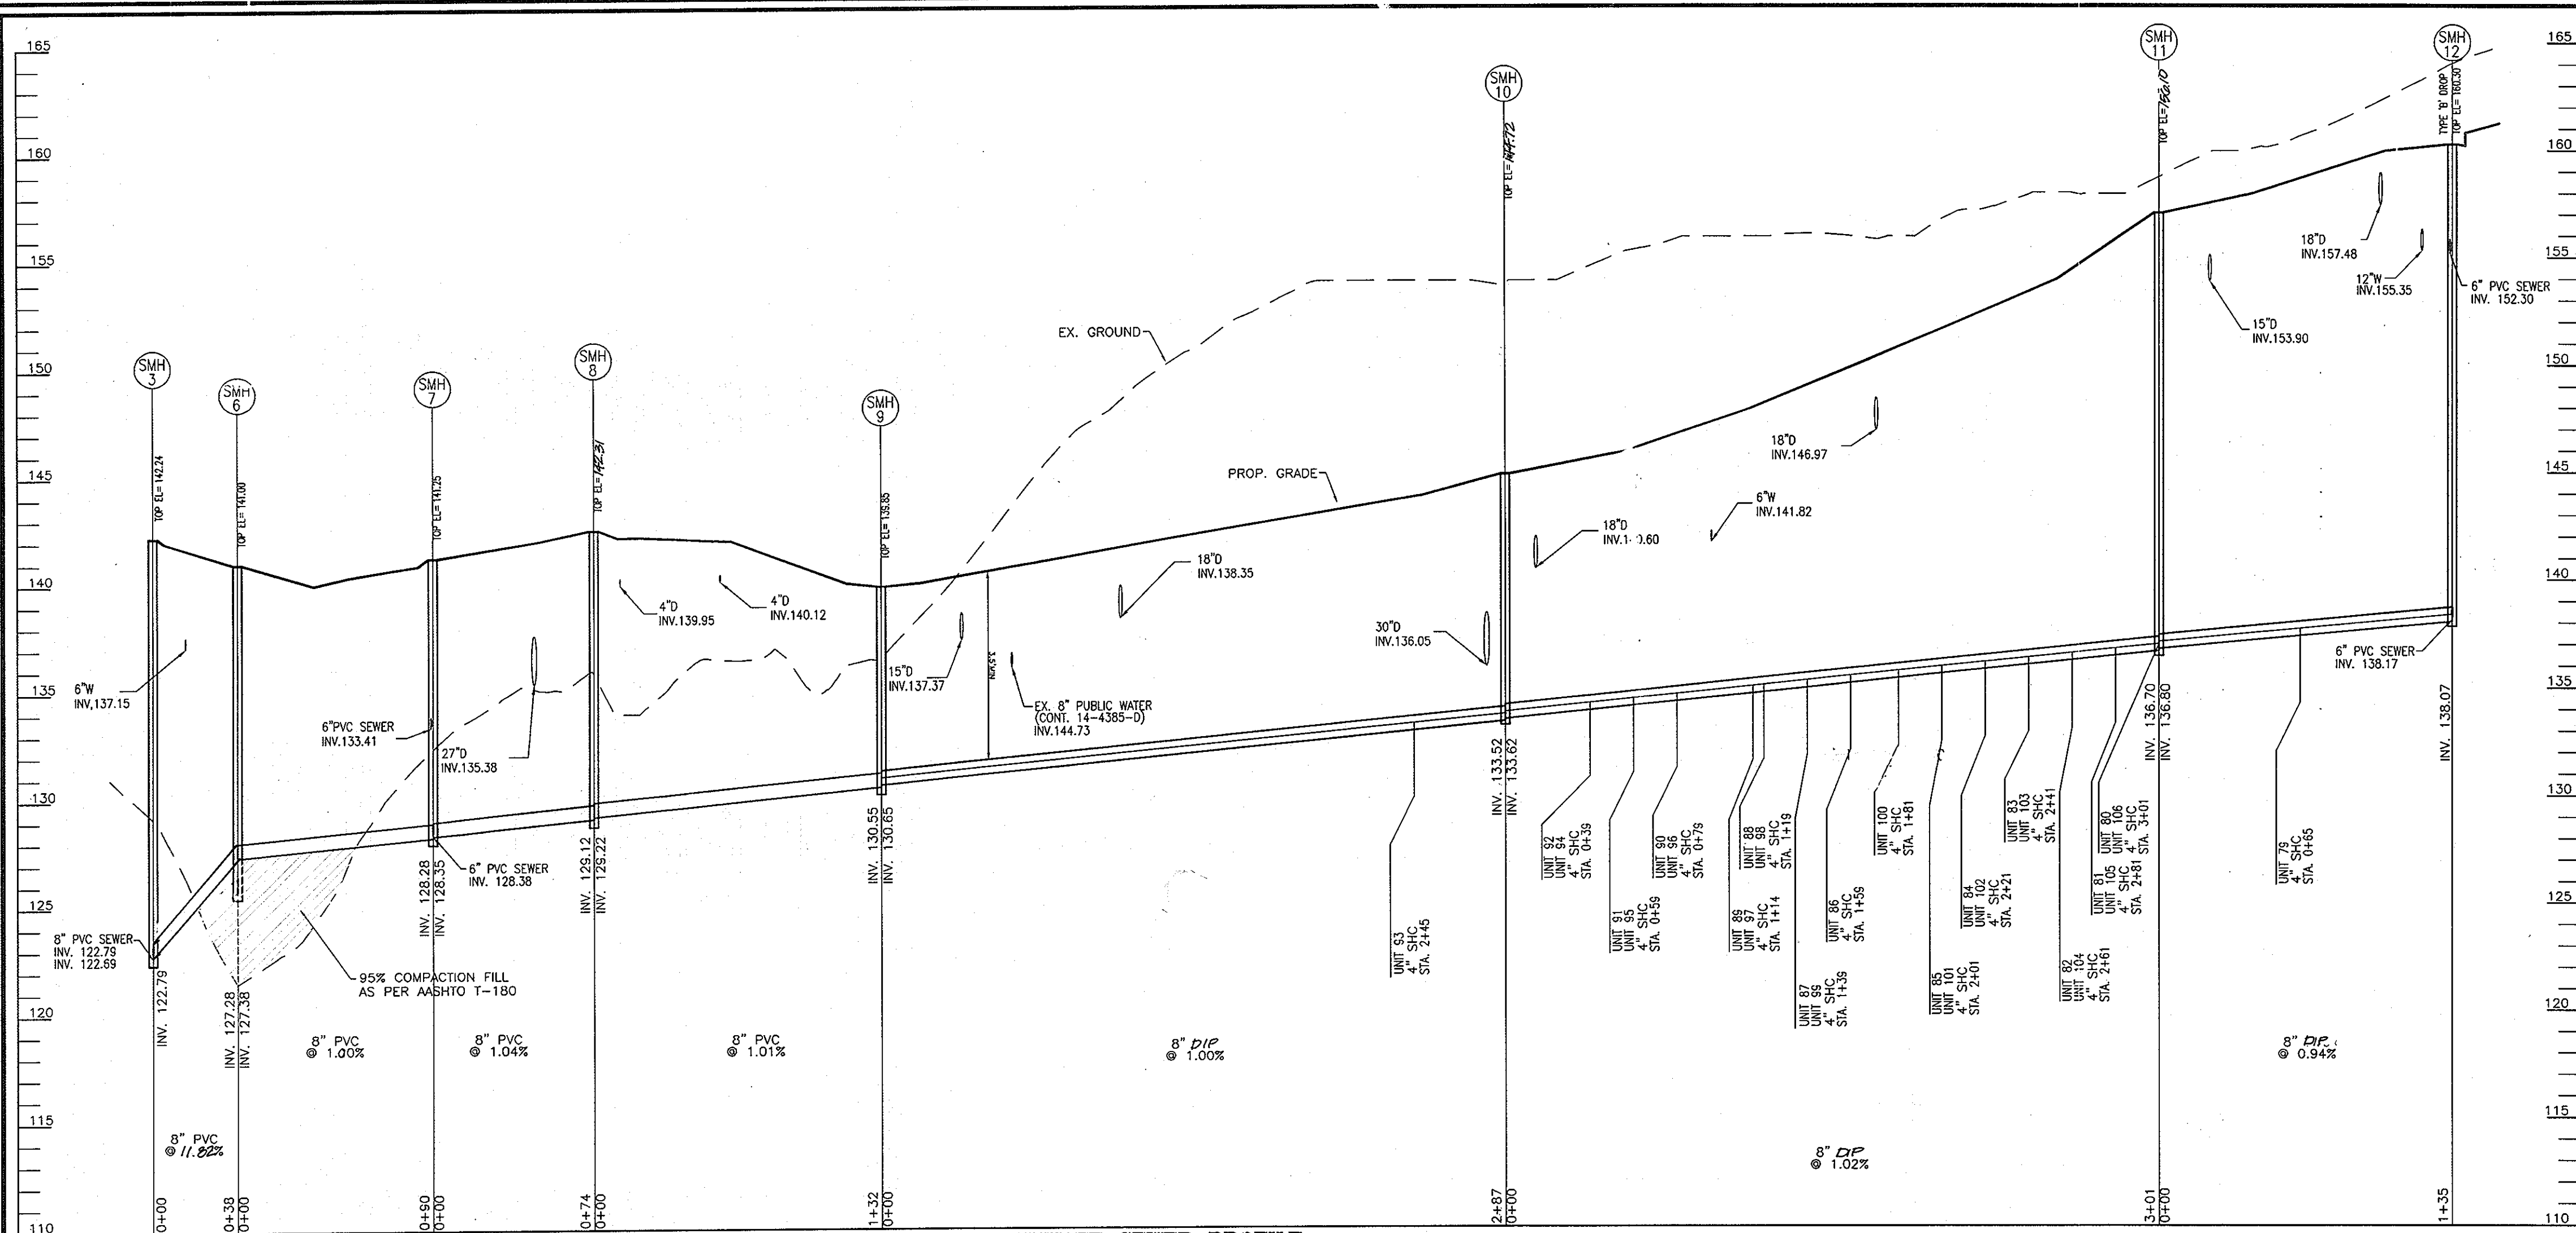 165
160
155
150
145
140
135
130
125
120
115
110
SMH
3
TOP EL= 142.24
SMH
6
TOP EL= 141.00
SMH
7
TOP EL= 141.25
SMH
8
TOP EL= 142.31
SMH
9
TOP EL= 139.85
SMH
10
TOP EL=
SMH
11
TOP EL=
SMH
12
TYPE 'B' DROP
TOP EL= 160.30
165
160
155
150
145
140
135
130
125
120
115
110
EX. GROUND
PROP. GRADE
6"W
INV.137.15
6"PVC SEWER
INV.133.41
27"D
INV.135.38
4"D
INV.139.95
4"D
INV.140.12
15"D
INV.137.37
18"D
INV.138.35
EX. 8" PUBLIC WATER
(CONT. 14-4385-D)
INV.144.73
30"D
INV.136.05
18"D
6"W
INV.141.82
18"D
INV.146.97
18"D
INV.157.48
12"W
INV.155.35
15"D
INV.153.90
6" PVC SEWER
INV. 152.30
6" PVC SEWER
INV. 138.17
8" PVC SEWER
INV. 122.79
INV. 122.69
6" PVC SEWER
INV. 128.38
95% COMPACTION FILL
AS PER AASHTO T-180
INV. 122.79
INV. 127.28
INV. 127.38
INV. 128.28
INV. 128.35
INV. 129.12
INV. 129.22
INV. 130.55
INV. 130.65
INV. 133.52
INV. 133.62
INV. 136.70
INV. 136.80
INV. 138.07
UNIT 93
4" SHC
STA. 2+45
UNIT 92
UNIT 94
4" SHC
STA. 0+39
UNIT 91
UNIT 95
4" SHC
STA. 0+59
UNIT 90
UNIT 96
4" SHC
STA. 0+79
UNIT 89
UNIT 97
4" SHC
STA. 1+14
UNIT 88
UNIT 98
4" SHC
STA. 1+19
UNIT 87
UNIT 99
4" SHC
STA. 1+39
UNIT 86
4" SHC
STA. 1+59
UNIT 100
4" SHC
STA. 1+81
UNIT 85
UNIT 101
4" SHC
STA. 2+01
UNIT 84
UNIT 102
4" SHC
STA. 2+21
UNIT 83
UNIT 103
4" SHC
STA. 2+41
UNIT 82
UNIT 104
4" SHC
STA. 2+61
UNIT 81
UNIT 105
4" SHC
STA. 2+81
UNIT 80
UNIT 106
4" SHC
STA. 3+01
UNIT 79
4" SHC
STA. 0+65
8" PVC
@ 11.82%
8" PVC
@ 1.00%
8" PVC
@ 1.04%
8" PVC
@ 1.01%
8" DIP
@ 1.00%
8" DIP
@ 1.02%
8" DIP
@ 0.94%
0+00
0+38
0+00
0+90
0+00
0+74
0+00
1+32
0+00
2+87
0+00
3+01
0+00
1+35